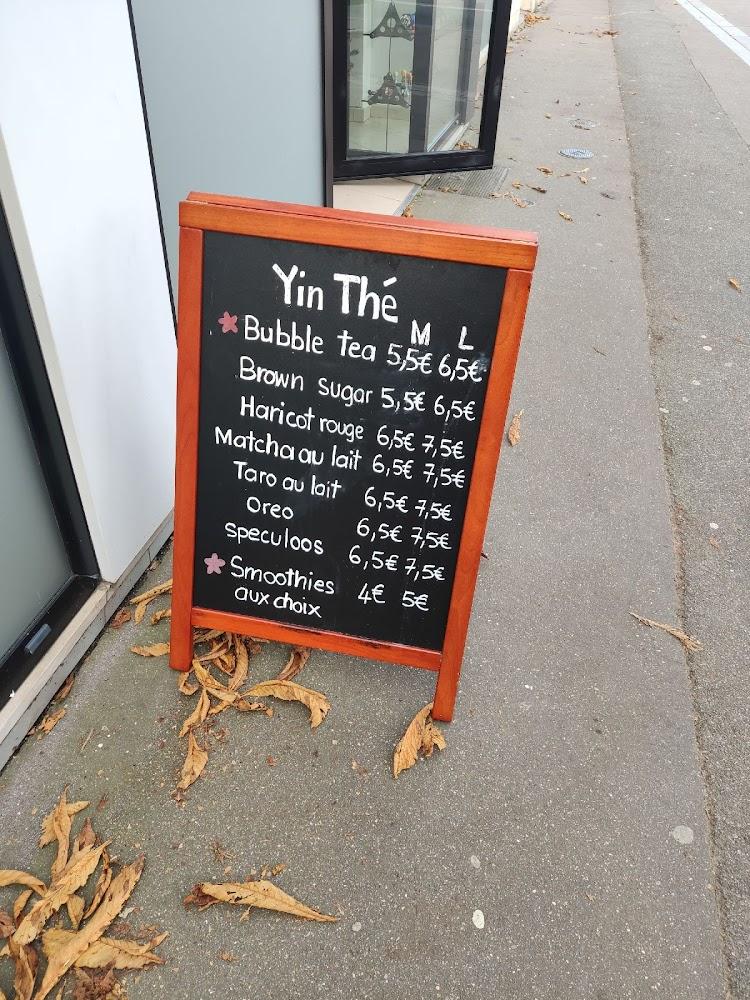 Yin Thé
M L
Bubble tea 5,5€ 6,5€
Brown sugar 5,5€ 6,5€
Haricot rouge 6,5€ 7,5€
Matcha au lait 6,5€ 7,5€
Taro au lait 6,5€ 7,5€
Oreo 6,5€ 7,5€
speculoos 6,5€ 7,5€
Smoothies 4€ 5€
aux choix